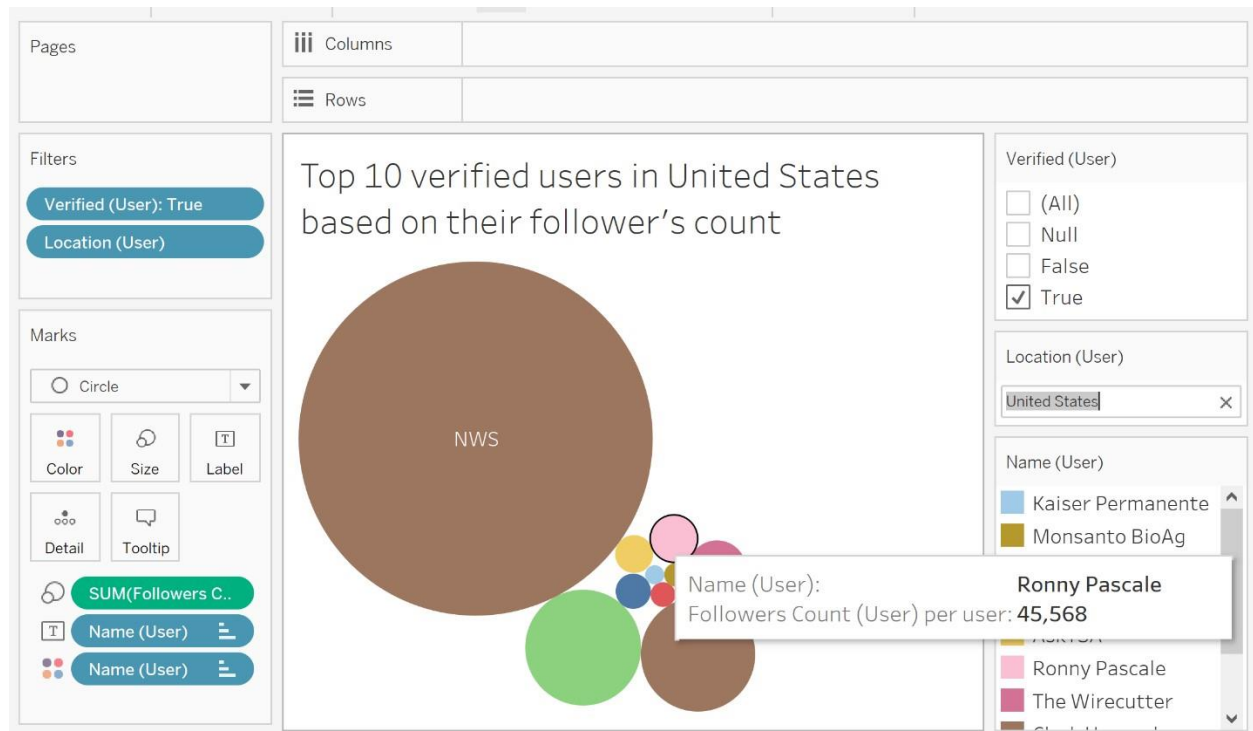 Pages
Columns
Rows
Filters
Verified (User): True
Location (User)
Marks
Circle
Color
Size
T
Label
Detail
Tooltip
SUM(Followers C..
T
Name (User)
Name (User)
Top 10 verified users in United States
based on their follower's count
NWS
Name (User): Ronny Pascale
Followers Count (User) per user: 45,568
Verified (User)
(All)
Null
False
True
Location (User)
United States
Name (User)
Kaiser Permanente
Monsanto BioAg
Ronny Pascale
The Wirecutter